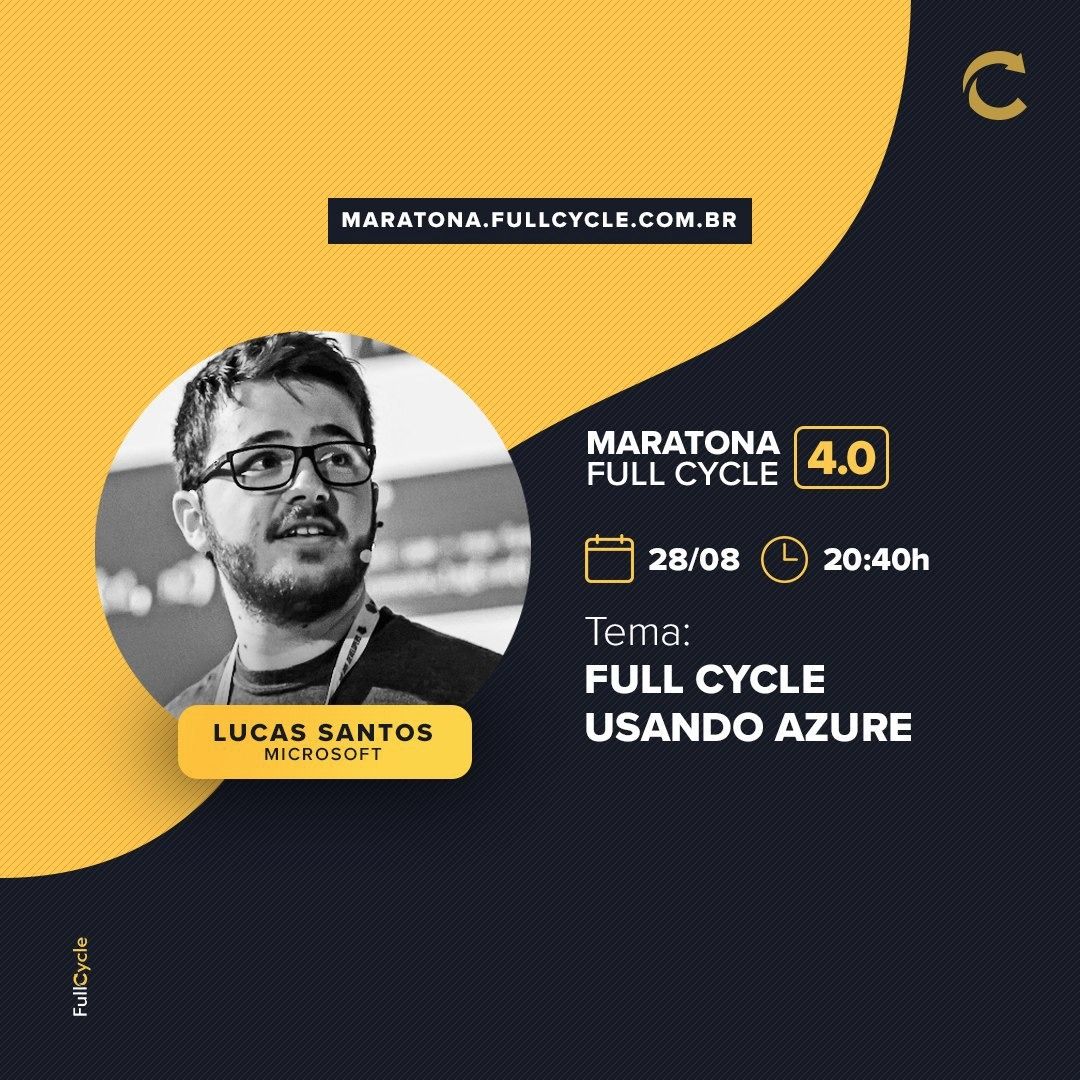 MARATONA.FULLCYCLE.COM.BR
MARATONA
FULL CYCLE
4.0
28/08
20:40h
Tema:
FULL CYCLE
USANDO AZURE
LUCAS SANTOS
MICROSOFT
FullCycle